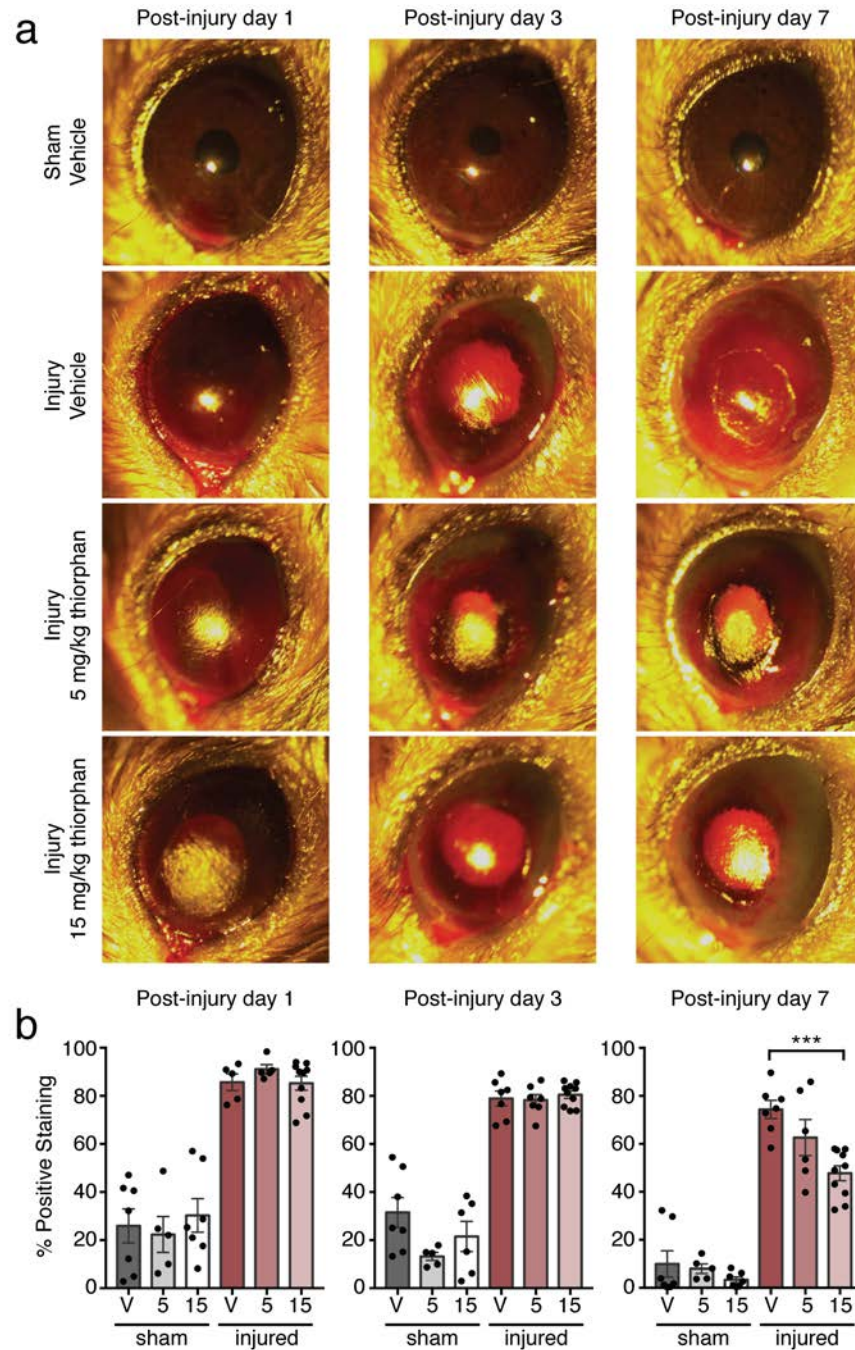 a
Post-injury day 1 Post-injury day 3 Post-injury day 7
Sham
Vehicle
Injury
Vehicle
Injury
5 mg/kg thiorphan
Injury
15 mg/kg thiorphan
b
Post-injury day 1 Post-injury day 3 Post-injury day 7
% Positive Staining
100 100 100
80 80 80
60 60 60
40 40 40
20 20 20
0 0 0
***
V 5 15 V 5 15 V 5 15 V 5 15 V 5 15 V 5 15
sham injured sham injured sham injured